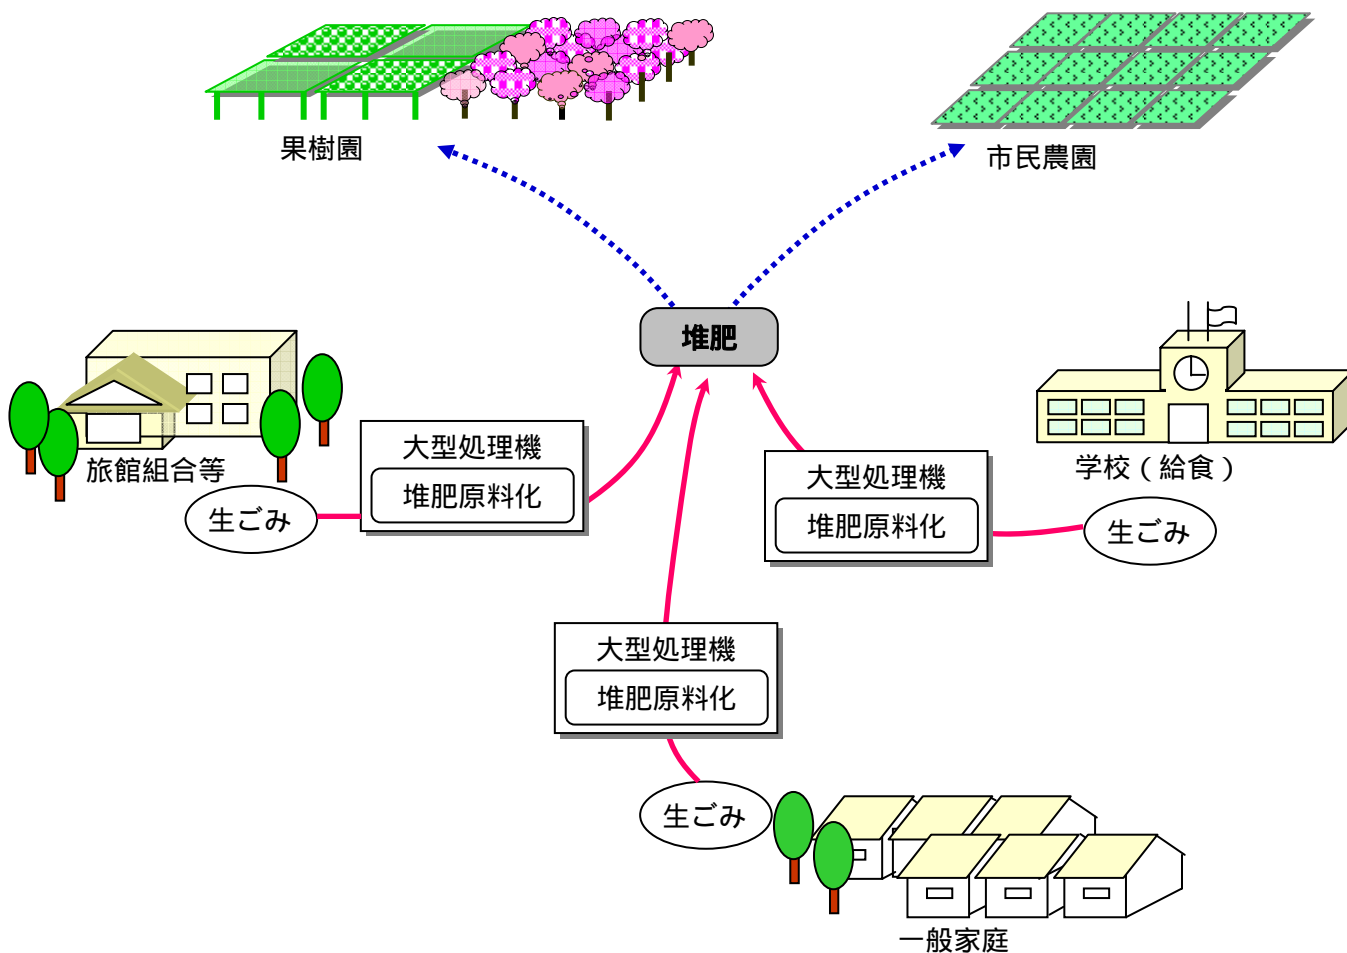 果樹園
市民農園
堆肥
旅館組合等
生ごみ
大型処理機
堆肥原料化
大型処理機
堆肥原料化
学校（給食）
生ごみ
大型処理機
堆肥原料化
生ごみ
一般家庭